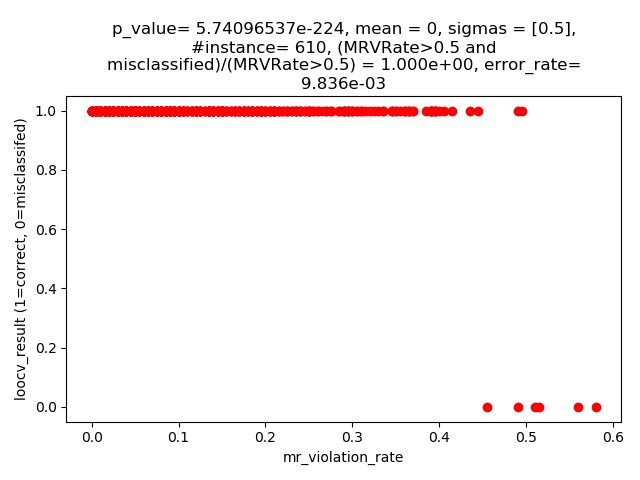 p_value= 5.74096537e-224, mean = 0, sigmas = [0.5],
#instance= 610, (MRVRate>0.5 and
misclassified)/(MRVRate>0.5) = 1.000e+00, error_rate=
9.836e-03
loocv_result (1=correct, 0=misclassifed)
1.0
0.8
0.6
0.4
0.2
0.0
0.0 0.1 0.2 0.3 0.4 0.5 0.6
mr_violation_rate